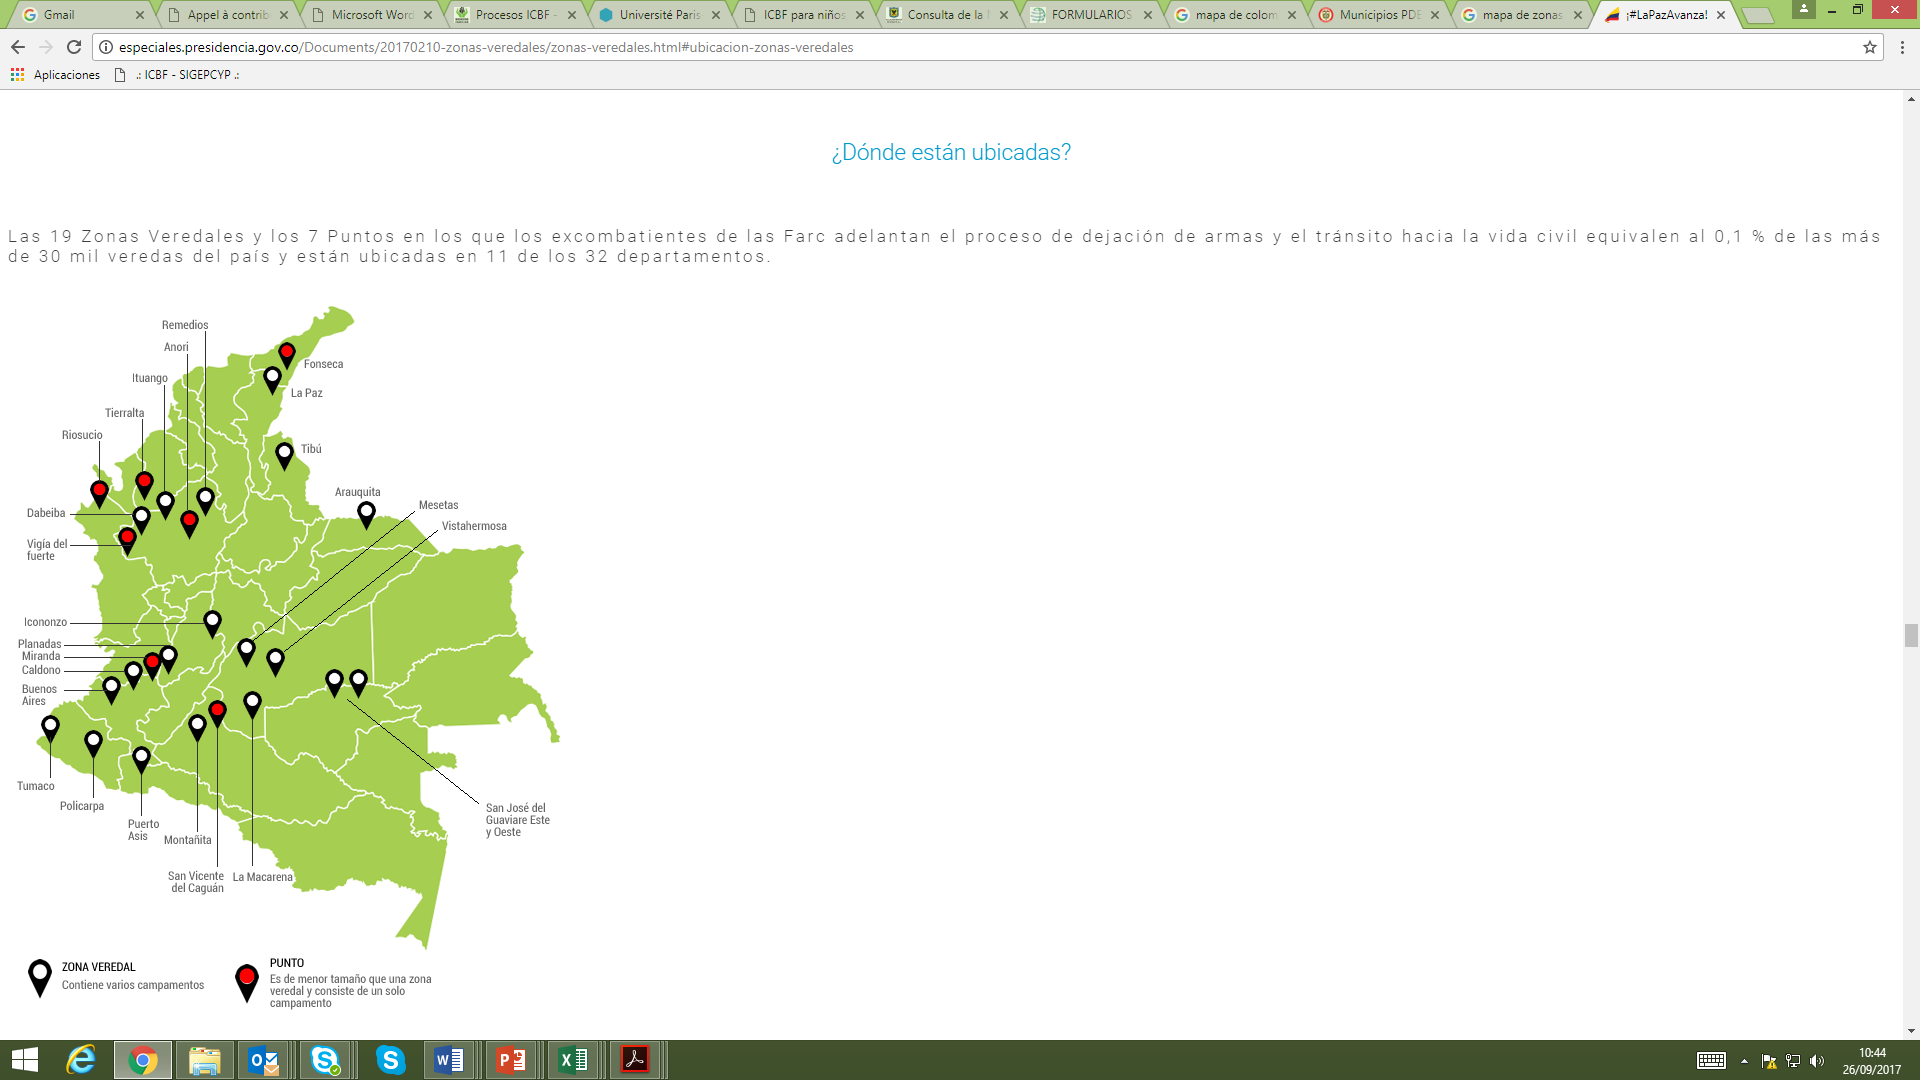 Gmail
Appel à contrib
Microsoft Word
Procesos ICBF -
Université Paris
ICBF para niños
Consulta de la
FORMULARIOS
mapa de colom
Municipios PDE
mapa de zonas
¡#LaPazAvanza!
especiales.presidencia.gov.co/Documents/20170210-zonas-veredales/zonas-veredales.html#ubicacion-zonas-veredales
Aplicaciones
.: ICBF - SIGEPCYP .:
¿Dónde están ubicadas?
Las 19 Zonas Veredales y los 7 Puntos en los que los excombatientes de las Farc adelantan el proceso de dejación de armas y el tránsito hacia la vida civil equivalen al 0,1 % de las más
de 30 mil veredas del país y están ubicadas en 11 de los 32 departamentos.
Remedios
Anori
Fonseca
Ituango
La Paz
Tierralta
Riosucio
Tibú
Arauquita
Mesetas
Dabeiba
Vistahermosa
Vigía del
fuerte
Icononzo
Planadas
Miranda
Caldono
Buenos
Aires
Tumaco
Policarpa
San José del
Guaviare Este
y Oeste
Puerto
Asis
Montañita
San Vicente
del Caguán
La Macarena
ZONA VEREDAL
Contiene varios campamentos
PUNTO
Es de menor tamaño que una zona
veredal y consiste de un solo
campamento
10:44
26/09/2017